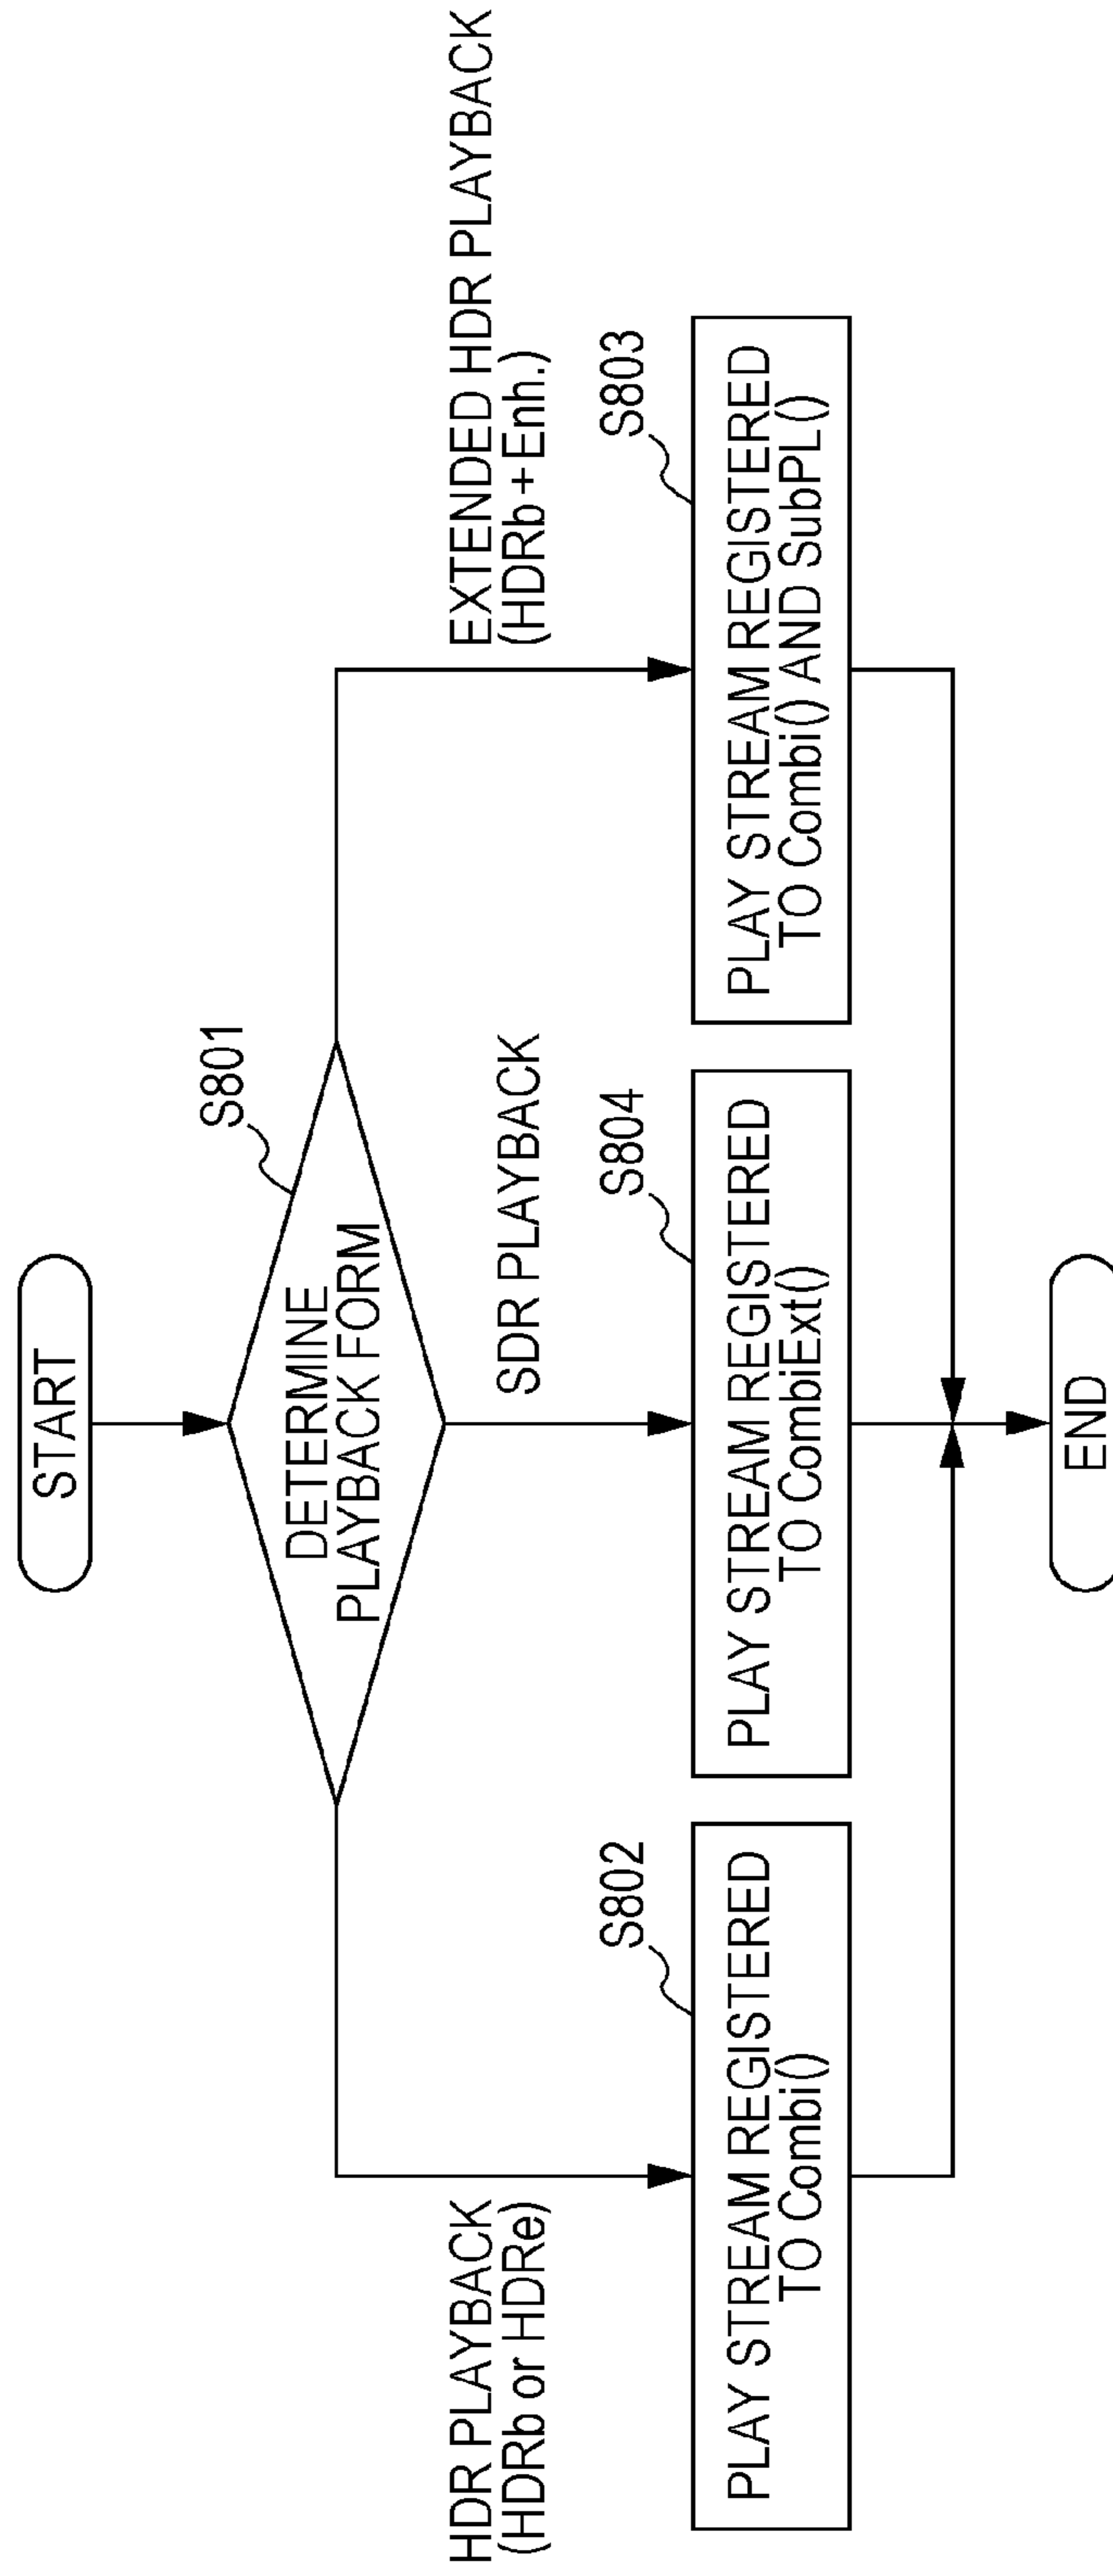 START
S801
DETERMINE
PLAYBACK FORM
HDR PLAYBACK
(HDRb or HDRe)
SDR PLAYBACK
EXTENDED HDR PLAYBACK
(HDRb + Enh.)
S802
PLAY STREAM REGISTERED
TO Combi()
S804
PLAY STREAM REGISTERED
TO CombiExt()
S803
PLAY STREAM REGISTERED
TO Combi() AND SubPL()
END